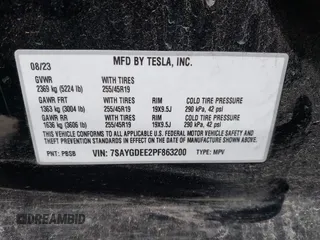 08/23 MFD BY TESLA, INC.
GVWR WITH TIRES
2369 kg (5224 lb) 255/45R19
GAWR FRT WITH TIRES RIM COLD TIRE PRESSURE
1363 kg (3004 lb) 255/45R19 19X9.5J 290 kPa, 42 psi
GAWR RR WITH TIRES RIM COLD TIRE PRESSURE
1636 kg (3606 lb) 255/45R19 19X9.5J 290 kPa, 42 psi
THIS VEHICLE CONFORMS TO ALL APPLICABLE U.S. FEDERAL MOTOR VEHICLE
SAFETY, BUMPER, AND THEFT PREVENTION STANDARDS IN EFFECT
ON THE DATE OF MANUFACTURE SHOWN ABOVE.
PNT: PBSB VIN: 7SAYGDEE2PF863200 TYPE: MPV
DREAMBID